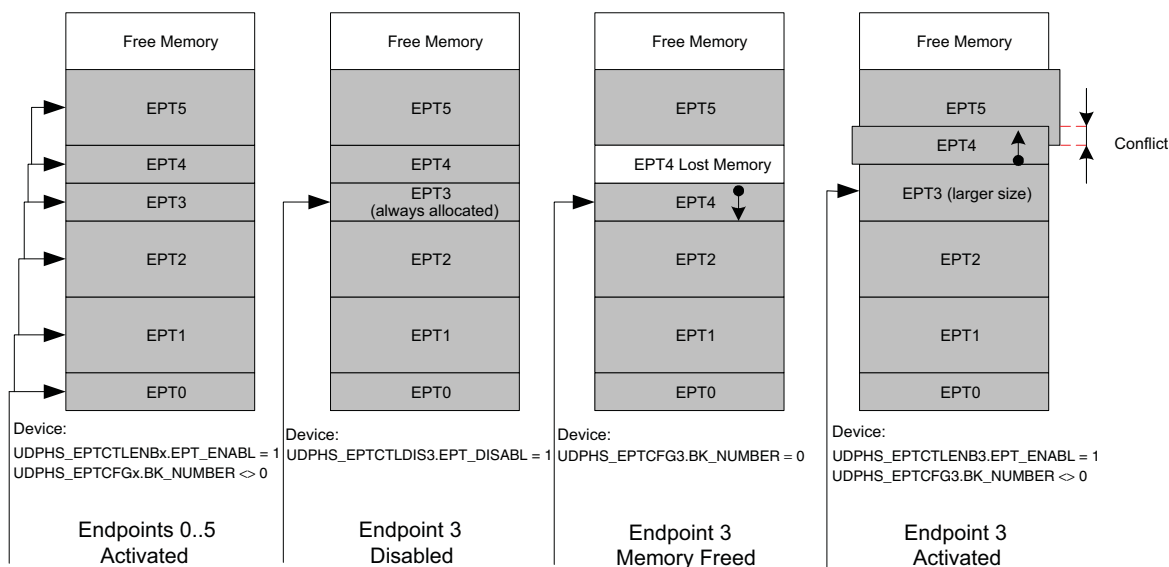 Free Memory
EPT5
EPT4
EPT3
EPT2
EPT1
EPT0
Device:
UDPHS_EPTCTLENBx.EPT_ENABL = 1
UDPHS_EPTCFGx.BK_NUMBER <> 0
Endpoints 0..5
Activated
Free Memory
EPT5
EPT4
EPT3
(always allocated)
EPT2
EPT1
EPT0
Device:
UDPHS_EPTCTLDIS3.EPT_DISABL = 1
Endpoint 3
Disabled
Free Memory
EPT5
EPT4 Lost Memory
EPT4
EPT2
EPT1
EPT0
Device:
UDPHS_EPTCFG3.BK_NUMBER = 0
Endpoint 3
Memory Freed
Free Memory
EPT5
EPT4
Conflict
EPT3 (larger size)
EPT2
EPT1
EPT0
Device:
UDPHS_EPTCTLENB3.EPT_ENABL = 1
UDPHS_EPTCFG3.BK_NUMBER <> 0
Endpoint 3
Activated